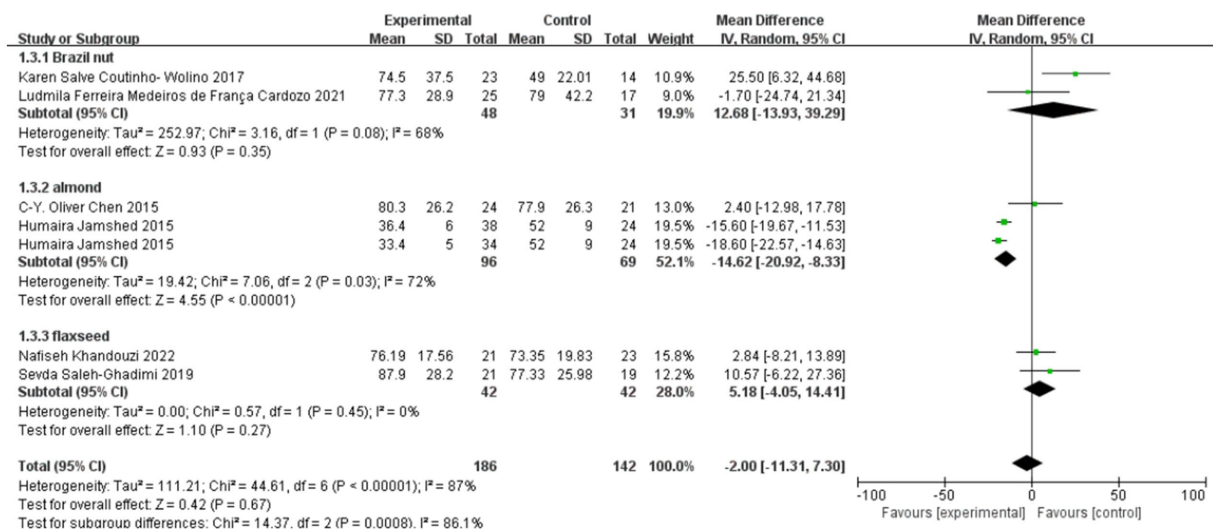 Experimental Control Mean Difference Mean Difference
Study or Subgroup Mean SD Total Mean SD Total Weight IV, Random, 95% CI IV, Random, 95% CI
1.3.1 Brazil nut
Karen Salve Coutinho- Wolino 2017 74.5 37.5 23 49 22.01 14 10.9% 25.50 [6.32, 44.68]
Ludmila Ferreira Medeiros de França Cardozo 2021 77.3 28.9 25 79 42.2 17 9.0% -1.70 [-24.74, 21.34]
Subtotal (95% CI) 48 31 19.9% 12.68 [-13.93, 39.29]
Heterogeneity: Tau² = 252.97; Chi² = 3.16, df = 1 (P = 0.08); I² = 68%
Test for overall effect: Z = 0.93 (P = 0.35)
1.3.2 almond
C-Y. Oliver Chen 2015 80.3 26.2 24 77.9 26.3 21 13.0% 2.40 [-12.98, 17.78]
Humaira Jamshed 2015 36.4 6 38 52 9 24 19.5% -15.60 [-19.67, -11.53]
Humaira Jamshed 2015 33.4 5 34 52 9 24 19.5% -18.60 [-22.57, -14.63]
Subtotal (95% CI) 96 69 52.1% -14.62 [-20.92, -8.33]
Heterogeneity: Tau² = 19.42; Chi² = 7.06, df = 2 (P = 0.03); I² = 72%
Test for overall effect: Z = 4.55 (P < 0.00001)
1.3.3 flaxseed
Nafiseh Khandouzi 2022 76.19 17.56 21 73.35 19.83 23 15.8% 2.84 [-8.21, 13.89]
Sevda Saleh-Ghadimi 2019 87.9 28.2 21 77.33 25.98 19 12.2% 10.57 [-6.22, 27.36]
Subtotal (95% CI) 42 42 28.0% 5.18 [-4.05, 14.41]
Heterogeneity: Tau² = 0.00; Chi² = 0.57, df = 1 (P = 0.45); I² = 0%
Test for overall effect: Z = 1.10 (P = 0.27)
Total (95% CI) 186 142 100.0% -2.00 [-11.31, 7.30]
Heterogeneity: Tau² = 111.21; Chi² = 44.61, df = 6 (P < 0.00001); I² = 87%
Test for overall effect: Z = 0.42 (P = 0.67)
Test for subgroup differences: Chi² = 14.37, df = 2 (P = 0.0008), I² = 86.1%
-100 -50 0 50 100
Favours [experimental] Favours [control]